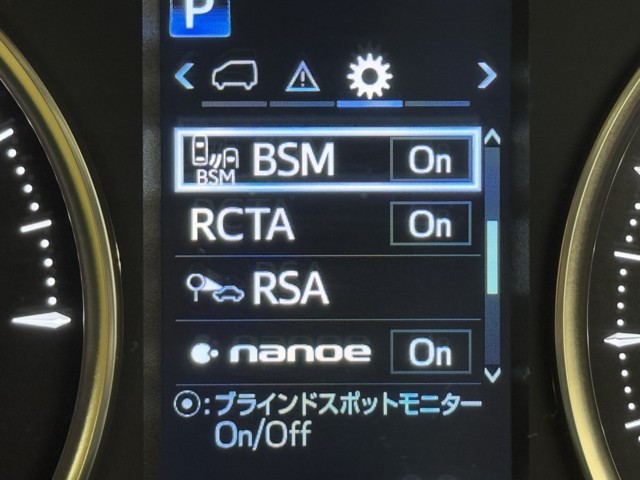 P
BSM
BSM On
RCTA On
RSA
nanoe On
:ブラインドスポットモニター
On/Off